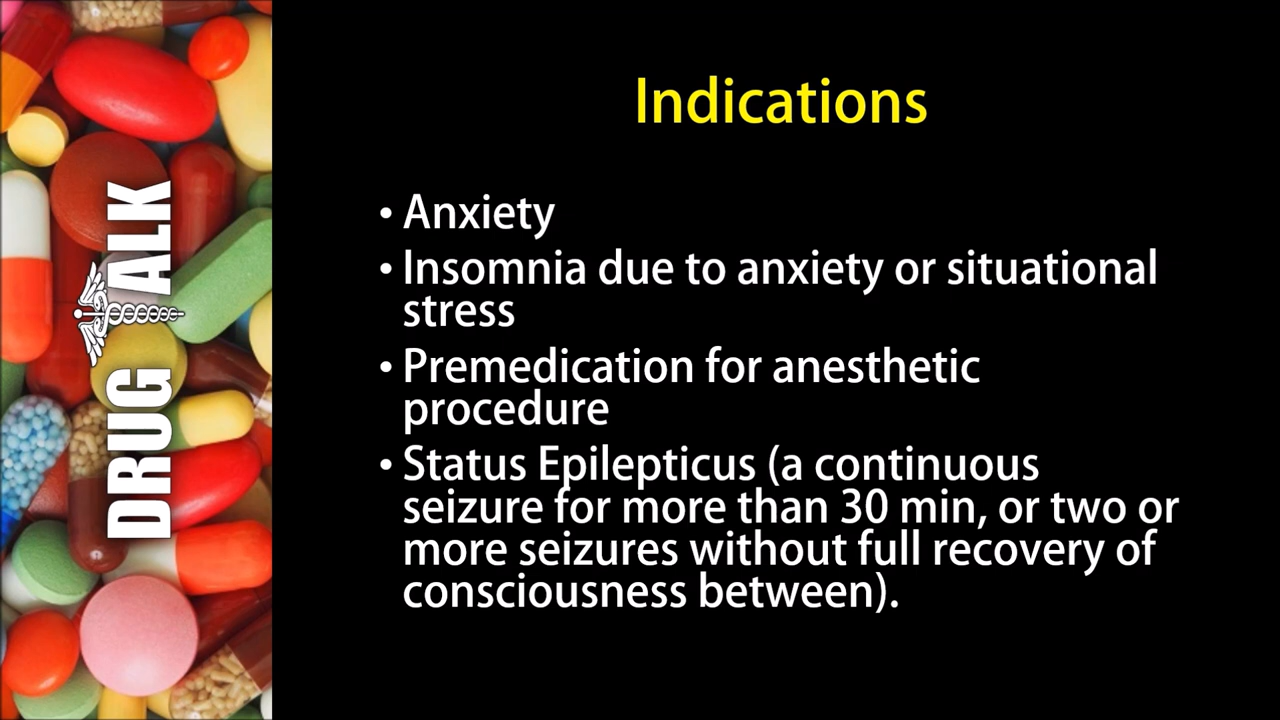 DRUG TALK
Indications
• Anxiety
• Insomnia due to anxiety or situational
stress
• Premedication for anesthetic
procedure
• Status Epilepticus (a continuous
seizure for more than 30 min, or two or
more seizures without full recovery of
consciousness between).